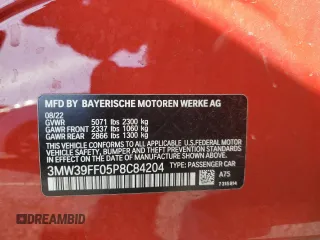 MFD BY BAYERISCHE MOTOREN WERKE AG
08/22
GVWR 5071 lbs 2300 kg
GAWR FRONT 2337 lbs 1060 kg
GAWR REAR 2866 lbs 1300 kg
THIS VEHICLE CONFORMS TO ALL APPLICABLE U.S. FEDERAL MOTOR
VEHICLE SAFETY, BUMPER, AND THEFT PREVENTION STANDARDS IN
EFFECT ON THE DATE OF MANUFACTURE SHOWN ABOVE.
3MW39FF05P8C84204 TYPE: PASSENGER CAR
A75
©DREAMBID